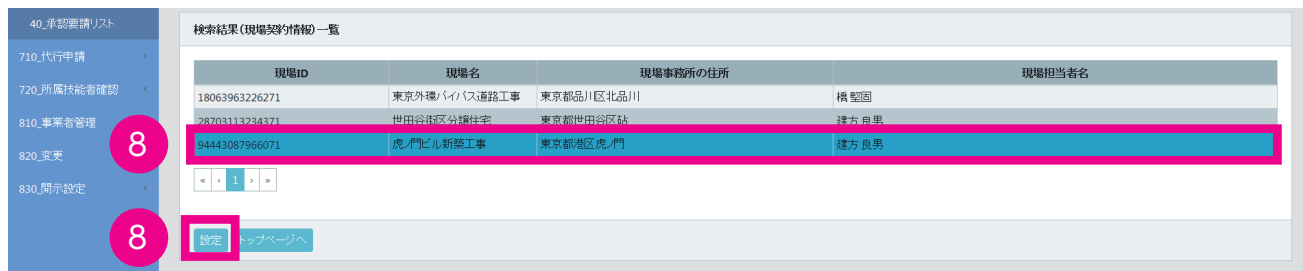 40_承認要請リスト
710_代行申請
720_所属技能者確認
810_事業者管理
820_変更
830_開示設定
8
8
検索結果(現場契約情報)一覧
現場ID 現場名 現場事務所の住所 現場担当者名
18063963226271 東京外環バイパス道路工事 東京都品川区北品川 橋 堅固
28703113234371 世田谷街区分譲住宅 東京都世田谷区砧 建方 良男
94443087966071 虎ノ門ビル新築工事 東京都港区虎ノ門 建方 良男
« ‹ 1 › »
設定 トップページへ